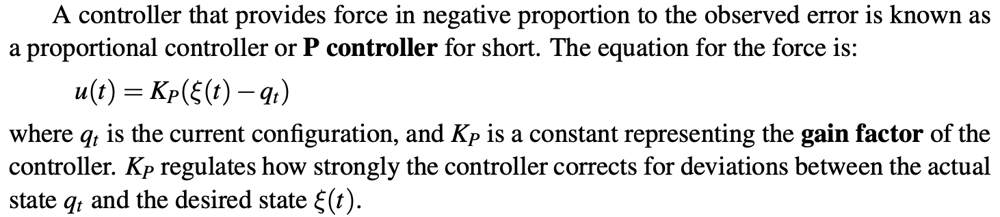 A controller that provides force in negative proportion to the observed error is known as
a proportional controller or P controller for short. The equation for the force is:
u(t) = K_P(ξ(t) − q_t)
where q_t is the current configuration, and K_P is a constant representing the gain factor of the
controller. K_P regulates how strongly the controller corrects for deviations between the actual
state q_t and the desired state ξ(t).